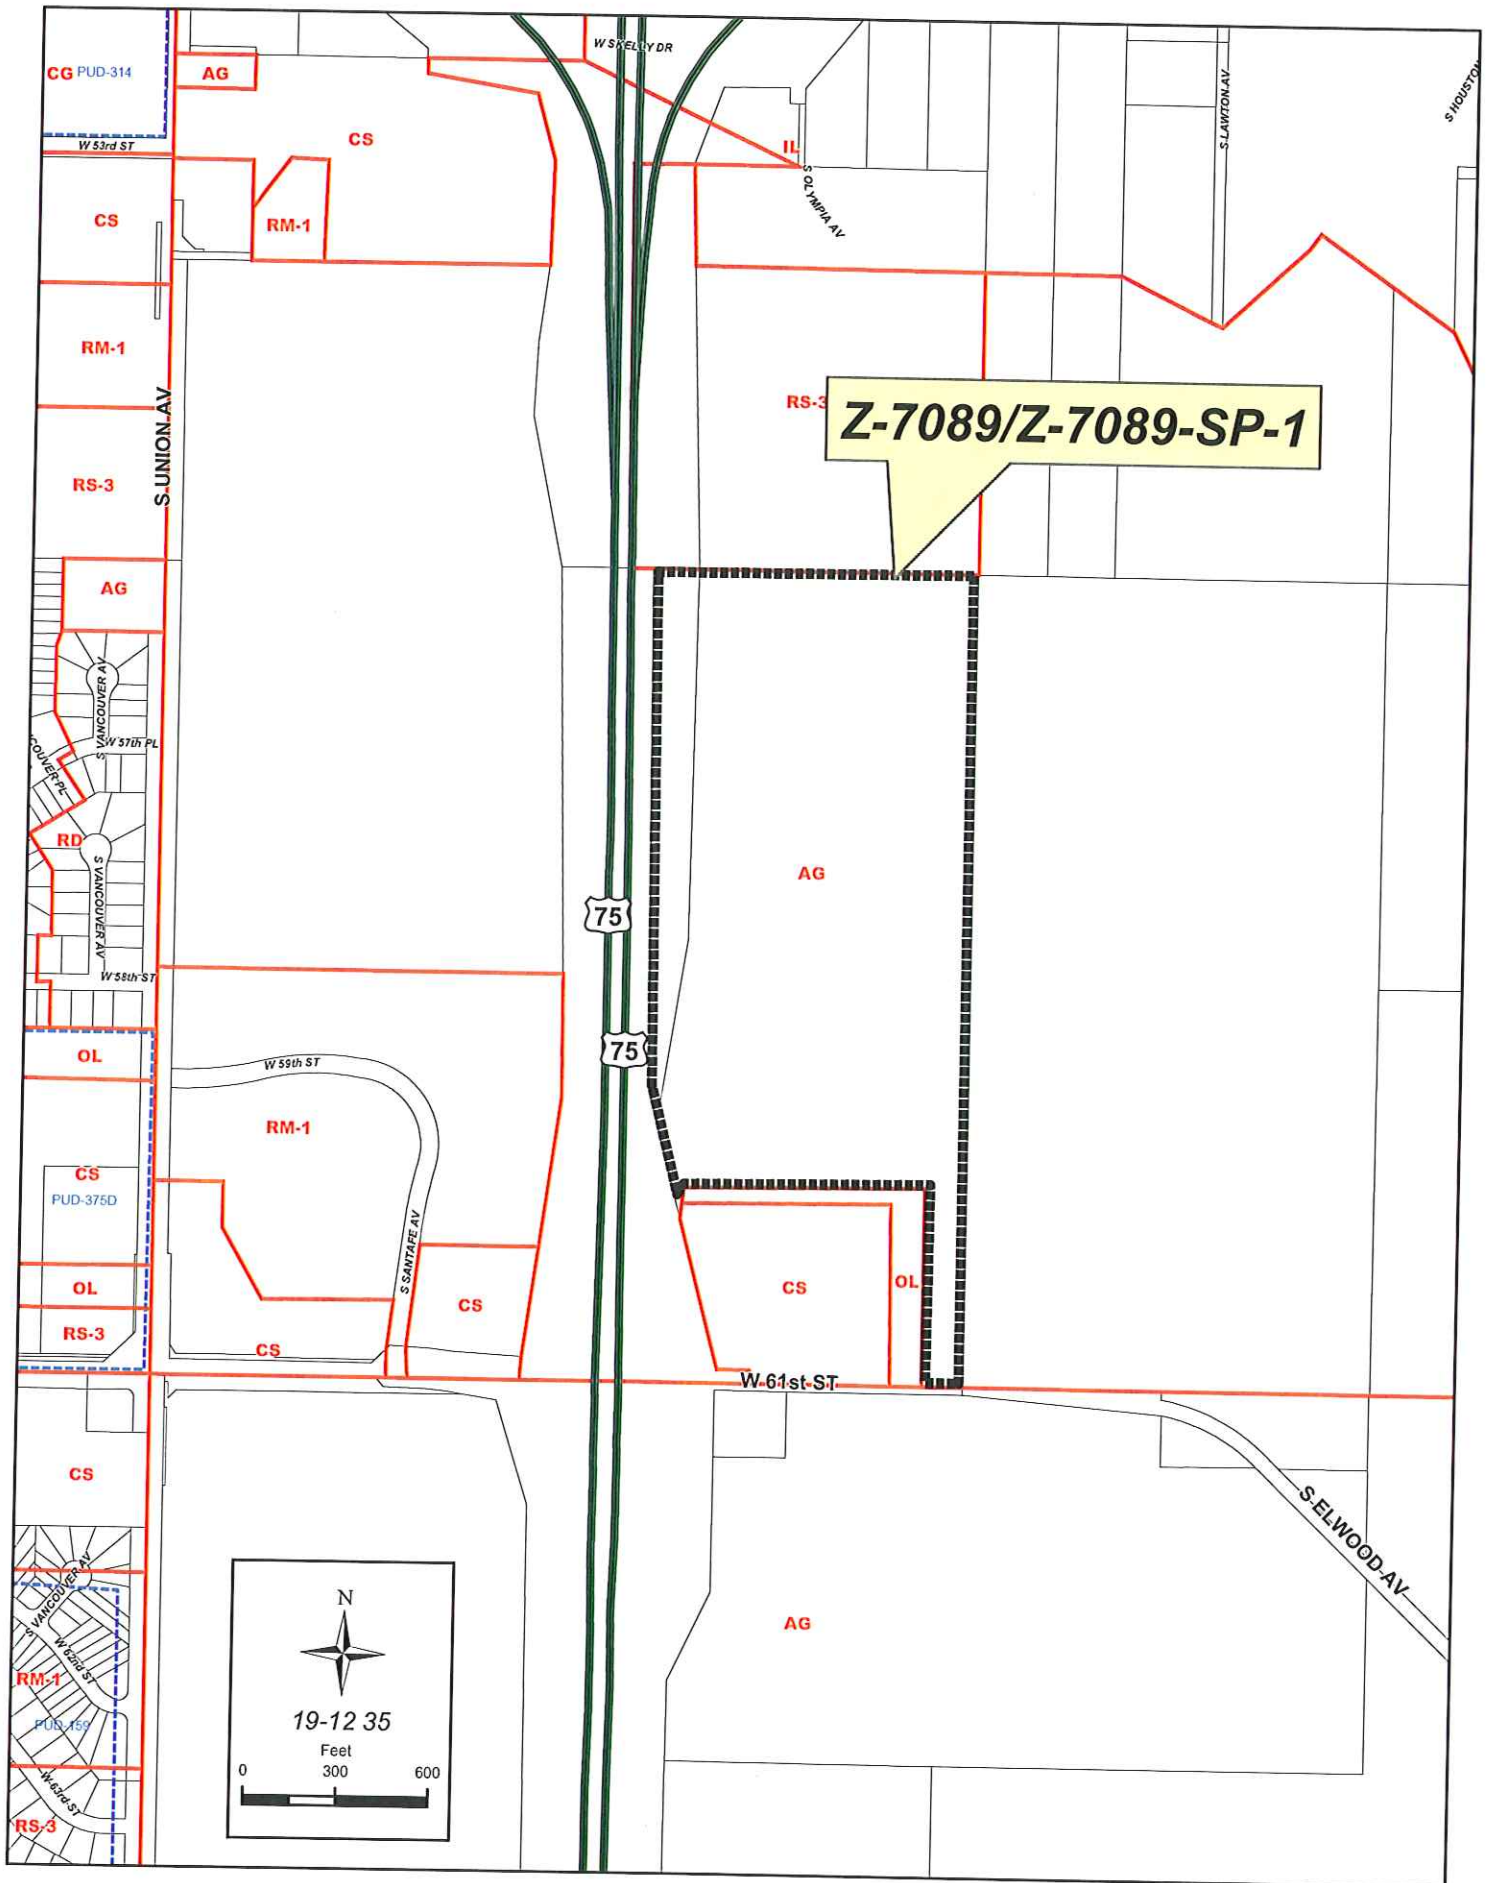 W SKELLY DR
CG PUD-314
AG
S LAWTON AV
S HOUSTON
CS
W 53rd ST
IL
S OLYMPIA AV
CS
RM-1
RM-1
S UNION AV
RS-3
Z-7089/Z-7089-SP-1
RS-3
AG
S VANCOUVER AV
W 57th PL
COUVER PL
RD
S VANCOUVER AV
AG
75
W 58th ST
75
OL
W 59th ST
RM-1
CS
PUD-375D
S SANTAFE AV
OL
CS
CS
OL
RS-3
CS
W 61st ST
CS
S ELWOOD AV
S VANCOUVER AV
W 62nd ST
RM-1
PUD-159
AG
N
19-12 35
Feet
0 300 600
W 63rd ST
RS-3